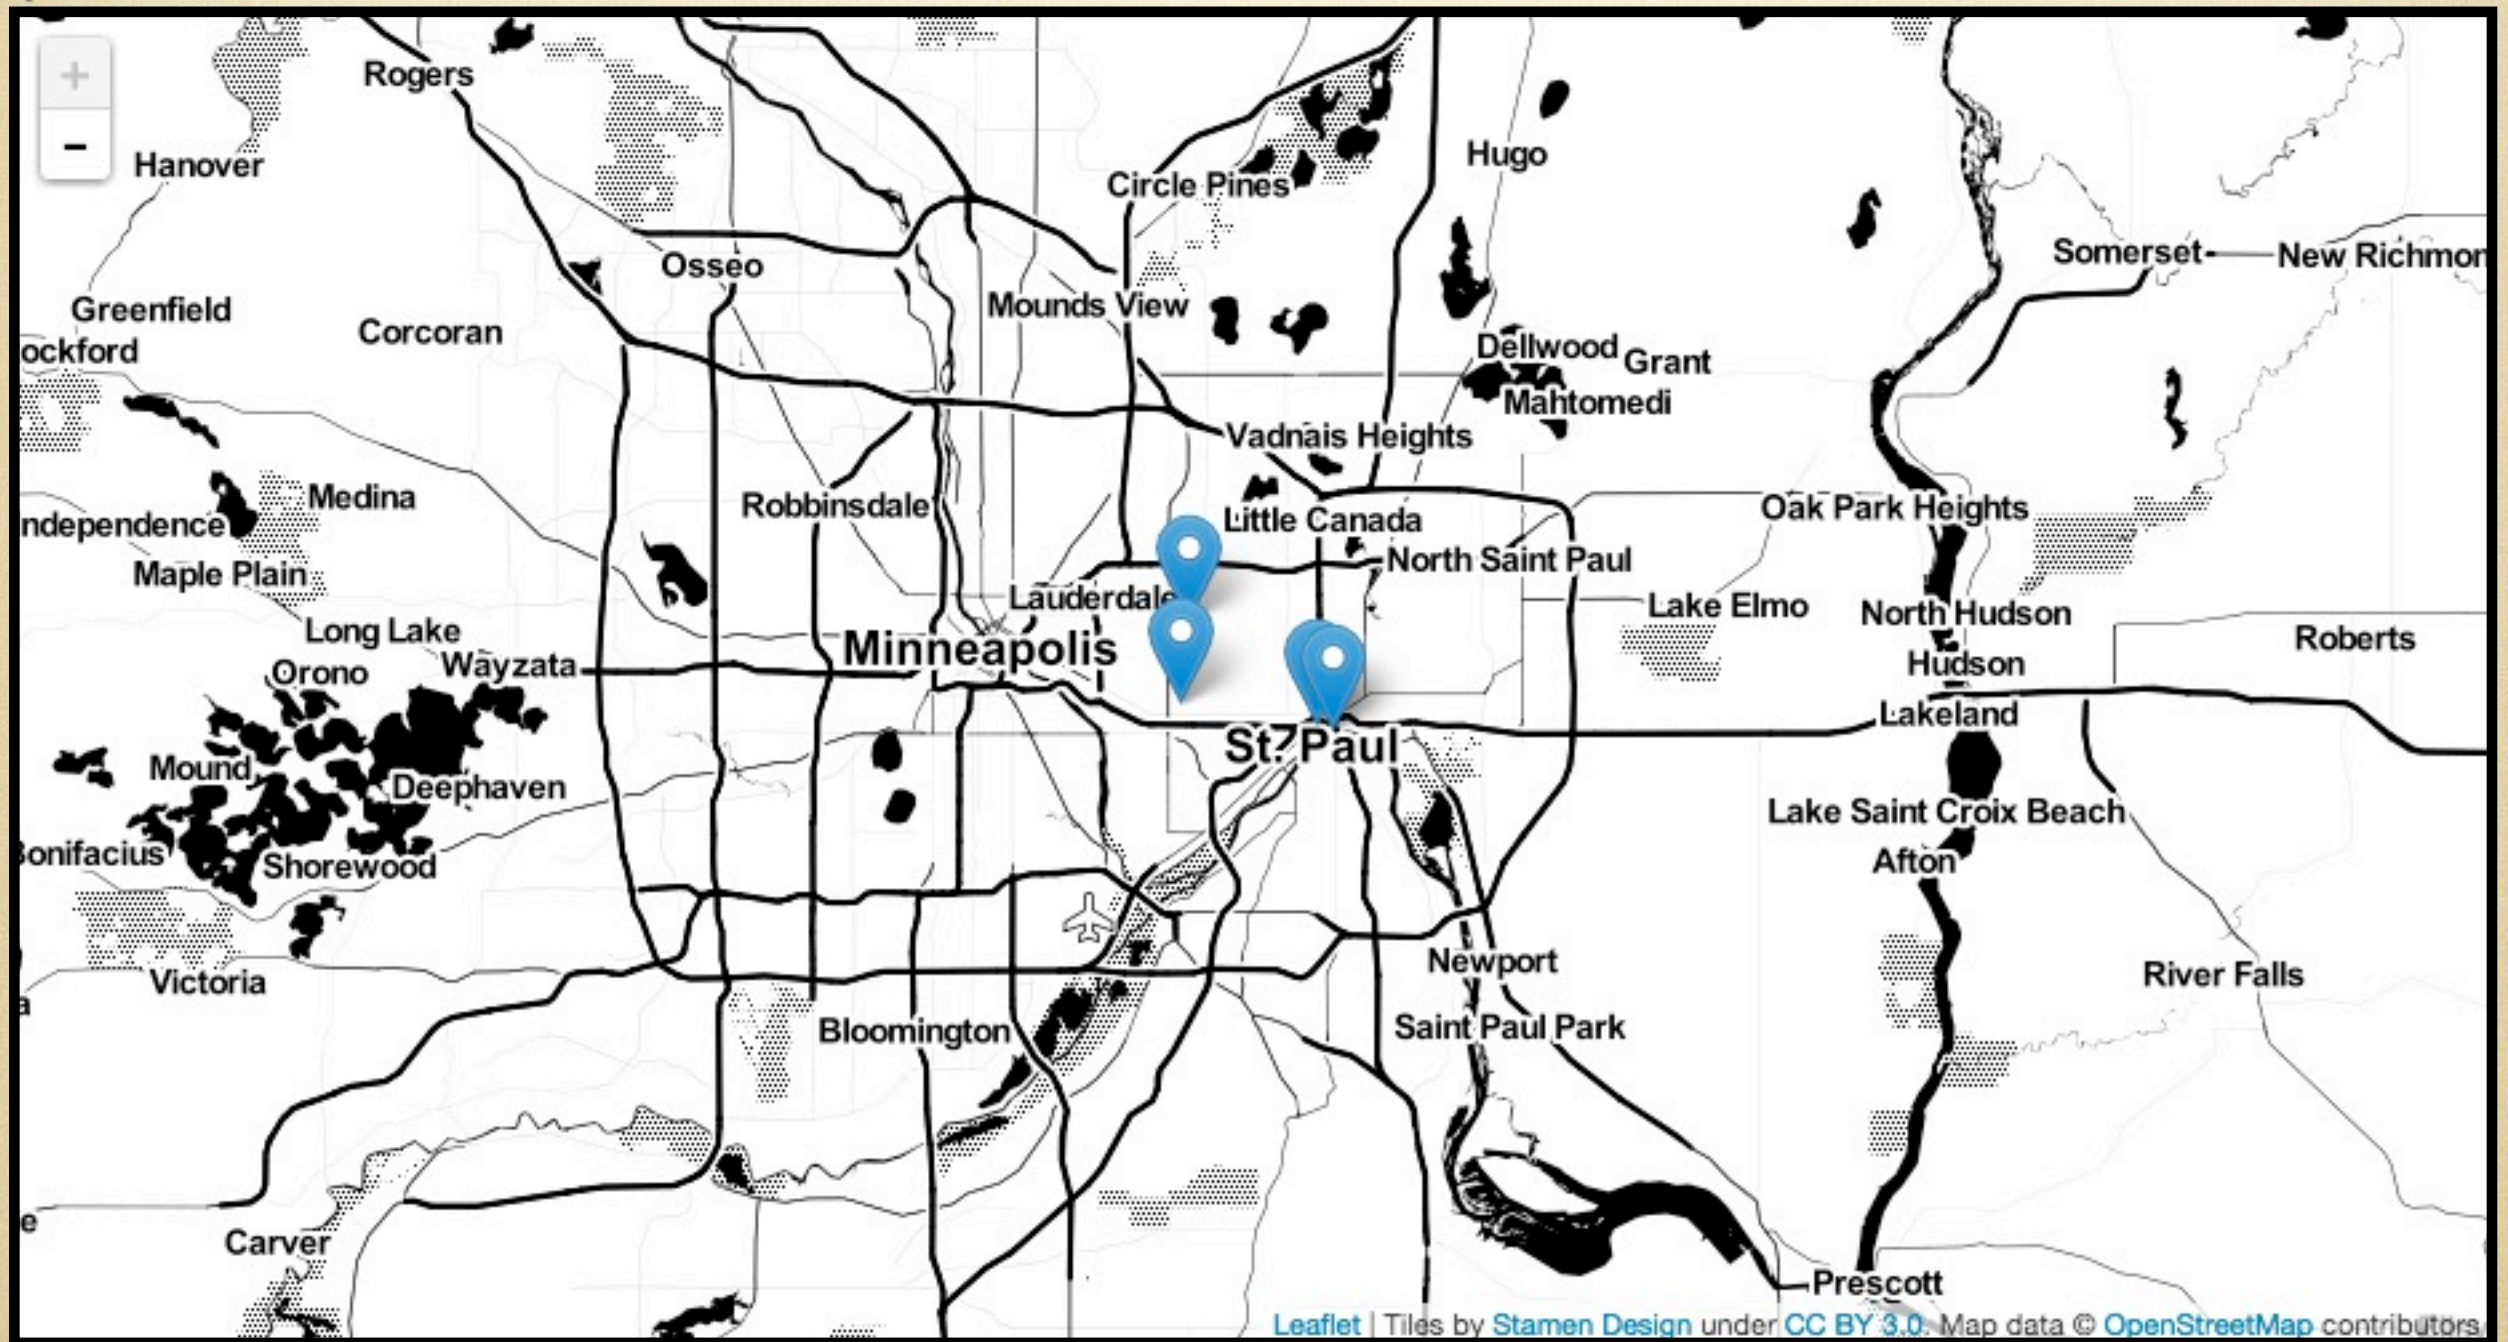 +
-
Rogers
Hanover
Circle Pines
Hugo
Somerset
New Richmon
Osseo
Mounds View
Greenfield
Corcoran
ockford
Dellwood
Grant
Mahtomedi
Vadnais Heights
Medina
Robbinsdale
Oak Park Heights
ndependence
Little Canada
North Saint Paul
Maple Plain
Lauderdale
Lake Elmo
North Hudson
Long Lake
Minneapolis
Roberts
Orono
Wayzata
Hudson
Lakeland
St. Paul
Mound
Deephaven
Lake Saint Croix Beach
Bonifacius
Shorewood
Afton
Newport
Victoria
River Falls
a
Bloomington
Saint Paul Park
e
Carver
Prescott
Leaflet | Tiles by Stamen Design under CC BY 3.0. Map data © OpenStreetMap contributors